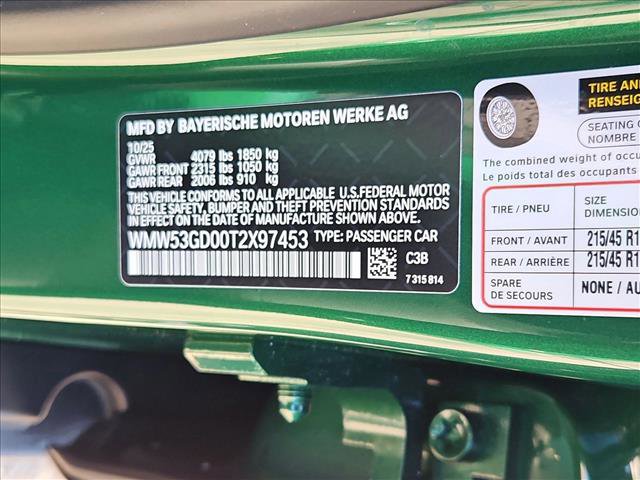 MFD BY BAYERISCHE MOTOREN WERKE AG
10/25
GVWR 4079 lbs 1850 kg
GAWR FRONT 2315 lbs 1050 kg
GAWR REAR 2006 lbs 910 kg
THIS VEHICLE CONFORMS TO ALL APPLICABLE U.S.FEDERAL MOTOR
VEHICLE SAFETY, BUMPER AND THEFT PREVENTION STANDARDS
IN EFFECT ON THE DATE OF MANUFACTURE SHOWN ABOVE.
WMW53GD00T2X97453 TYPE: PASSENGER CAR
C3B
7315814
TIRE AN
RENSEIG
SEATING C
OCCUP
The combined weight of occu
Le poids total des occupant
TIRE / PNEU SIZE
DIMENSION
FRONT / AVANT 215/45 R1
REAR / ARRIÈRE 215/45 R1
SPARE
DE SECOURS NONE / AU